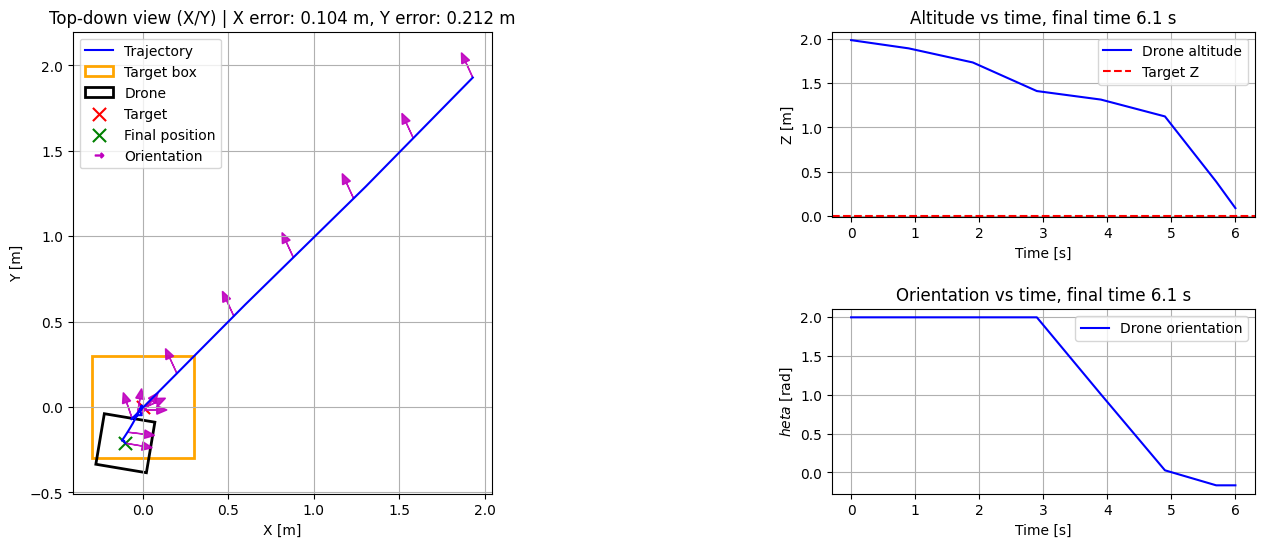 Top-down view (X/Y) | X error: 0.104 m, Y error: 0.212 m
Trajectory
Target box
Drone
Target
Final position
Orientation
2.0
1.5
1.0
0.5
0.0
−0.5
Y [m]
0.0
0.5
1.0
1.5
2.0
X [m]
Altitude vs time, final time 6.1 s
Drone altitude
Target Z
2.0
1.5
1.0
0.5
0.0
Z [m]
0
1
2
3
4
5
6
Time [s]
Orientation vs time, final time 6.1 s
Drone orientation
2.0
1.5
1.0
0.5
0.0
heta [rad]
0
1
2
3
4
5
6
Time [s]